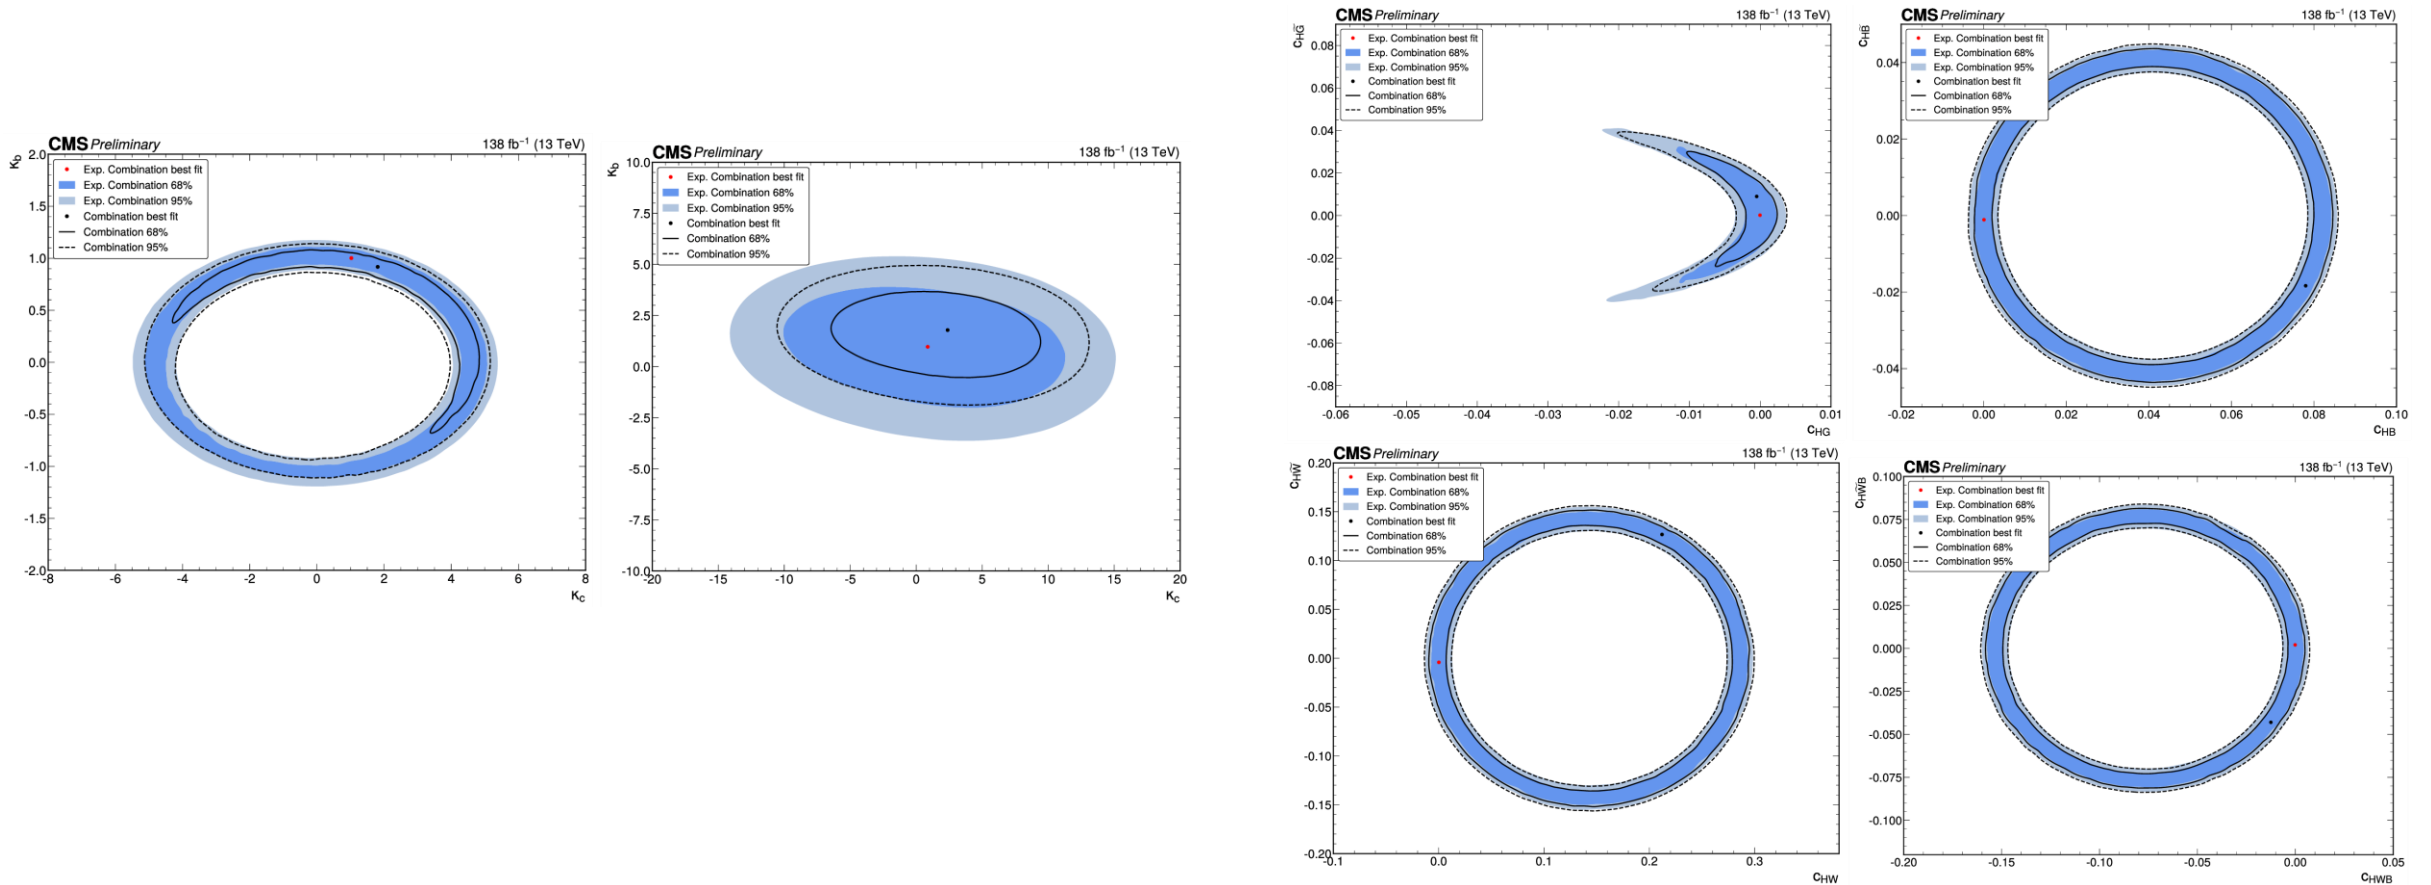 CMS Preliminary 138 fb⁻¹ (13 TeV)
κb
2.0
1.5
1.0
0.5
0.0
-0.5
-1.0
-1.5
-2.0
Exp. Combination best fit
Exp. Combination 68%
Exp. Combination 95%
Combination best fit
Combination 68%
Combination 95%
-8 -6 -4 -2 0 2 4 6 8
κc
CMS Preliminary 138 fb⁻¹ (13 TeV)
κb
10.0
7.5
5.0
2.5
0.0
-2.5
-5.0
-7.5
-10.0
Exp. Combination best fit
Exp. Combination 68%
Exp. Combination 95%
Combination best fit
Combination 68%
Combination 95%
-20 -15 -10 -5 0 5 10 15 20
κc
CMS Preliminary 138 fb⁻¹ (13 TeV)
cHG̃
0.08
0.06
0.04
0.02
0.00
-0.02
-0.04
-0.06
-0.08
Exp. Combination best fit
Exp. Combination 68%
Exp. Combination 95%
Combination best fit
Combination 68%
Combination 95%
-0.06 -0.05 -0.04 -0.03 -0.02 -0.01 0.00 0.01
cHG
CMS Preliminary 138 fb⁻¹ (13 TeV)
cHB̃
0.04
0.02
0.00
-0.02
-0.04
Exp. Combination best fit
Exp. Combination 68%
Exp. Combination 95%
Combination best fit
Combination 68%
Combination 95%
-0.02 0.00 0.02 0.04 0.06 0.08 0.10
cHB
CMS Preliminary 138 fb⁻¹ (13 TeV)
cHW̃
0.20
0.15
0.10
0.05
0.00
-0.05
-0.10
-0.15
-0.20
Exp. Combination best fit
Exp. Combination 68%
Exp. Combination 95%
Combination best fit
Combination 68%
Combination 95%
-0.1 0.0 0.1 0.2 0.3
cHW
CMS Preliminary 138 fb⁻¹ (13 TeV)
cHW̃B
0.100
0.075
0.050
0.025
0.000
-0.025
-0.050
-0.075
-0.100
Exp. Combination best fit
Exp. Combination 68%
Exp. Combination 95%
Combination best fit
Combination 68%
Combination 95%
-0.20 -0.15 -0.10 -0.05 0.00 0.05
cHWB